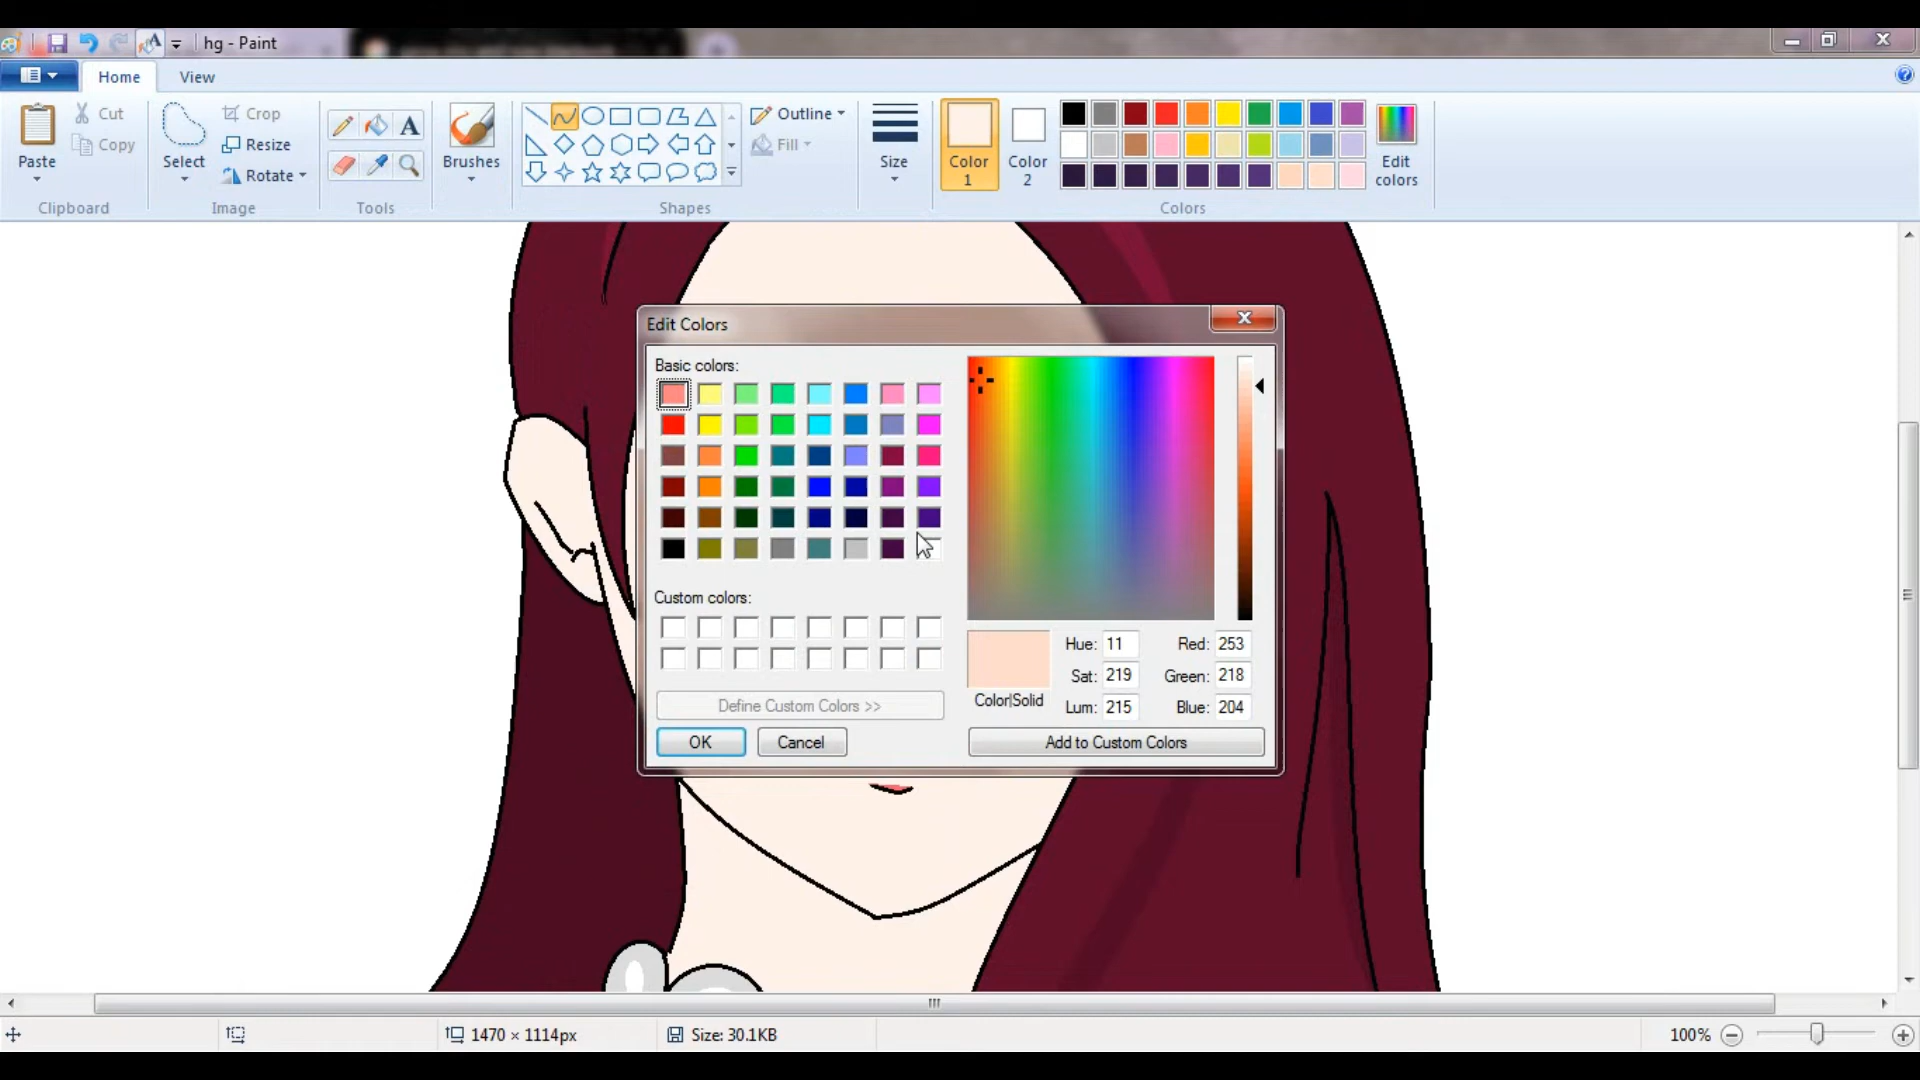 hg - Paint
Home View
Paste
Cut
Copy
Clipboard
Select
Crop
Resize
Rotate
Image
A
Tools
Brushes
Shapes
Outline
Fill
Size
Color 1
Color 2
Edit colors
Colors
Edit Colors
Basic colors:
Custom colors:
Define Custom Colors >>
OK Cancel
Color|Solid
Hue: 11 Red: 253
Sat: 219 Green: 218
Lum: 215 Blue: 204
Add to Custom Colors
1470 × 1114px
Size: 30.1KB
100%